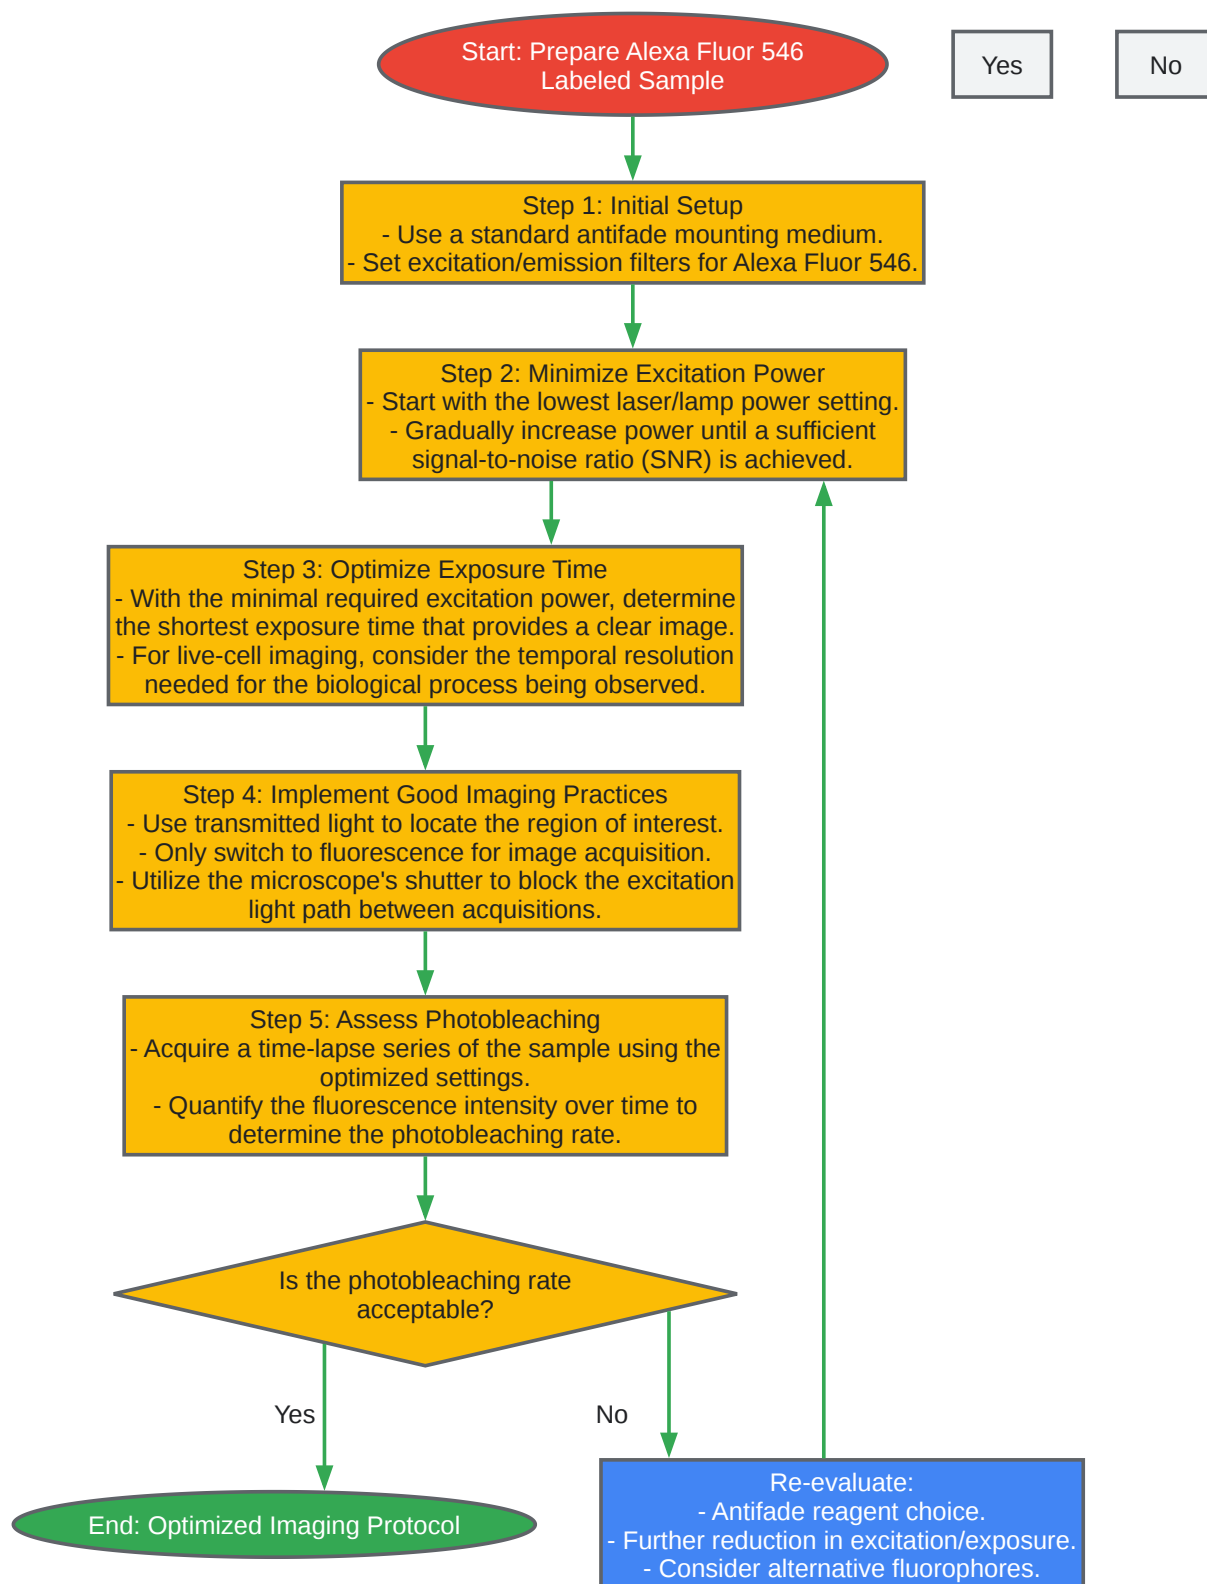 Start: Prepare Alexa Fluor 546
Labeled Sample
Yes
No
Step 1: Initial Setup
- Use a standard antifade mounting medium.
- Set excitation/emission filters for Alexa Fluor 546.
Step 2: Minimize Excitation Power
- Start with the lowest laser/lamp power setting.
- Gradually increase power until a sufficient
signal-to-noise ratio (SNR) is achieved.
Step 3: Optimize Exposure Time
- With the minimal required excitation power, determine
the shortest exposure time that provides a clear image.
- For live-cell imaging, consider the temporal resolution
needed for the biological process being observed.
Step 4: Implement Good Imaging Practices
- Use transmitted light to locate the region of interest.
- Only switch to fluorescence for image acquisition.
- Utilize the microscope's shutter to block the excitation
light path between acquisitions.
Step 5: Assess Photobleaching
- Acquire a time-lapse series of the sample using the
optimized settings.
- Quantify the fluorescence intensity over time to
determine the photobleaching rate.
Is the photobleaching rate
acceptable?
Yes
No
End: Optimized Imaging Protocol
Re-evaluate:
- Antifade reagent choice.
- Further reduction in excitation/exposure.
- Consider alternative fluorophores.